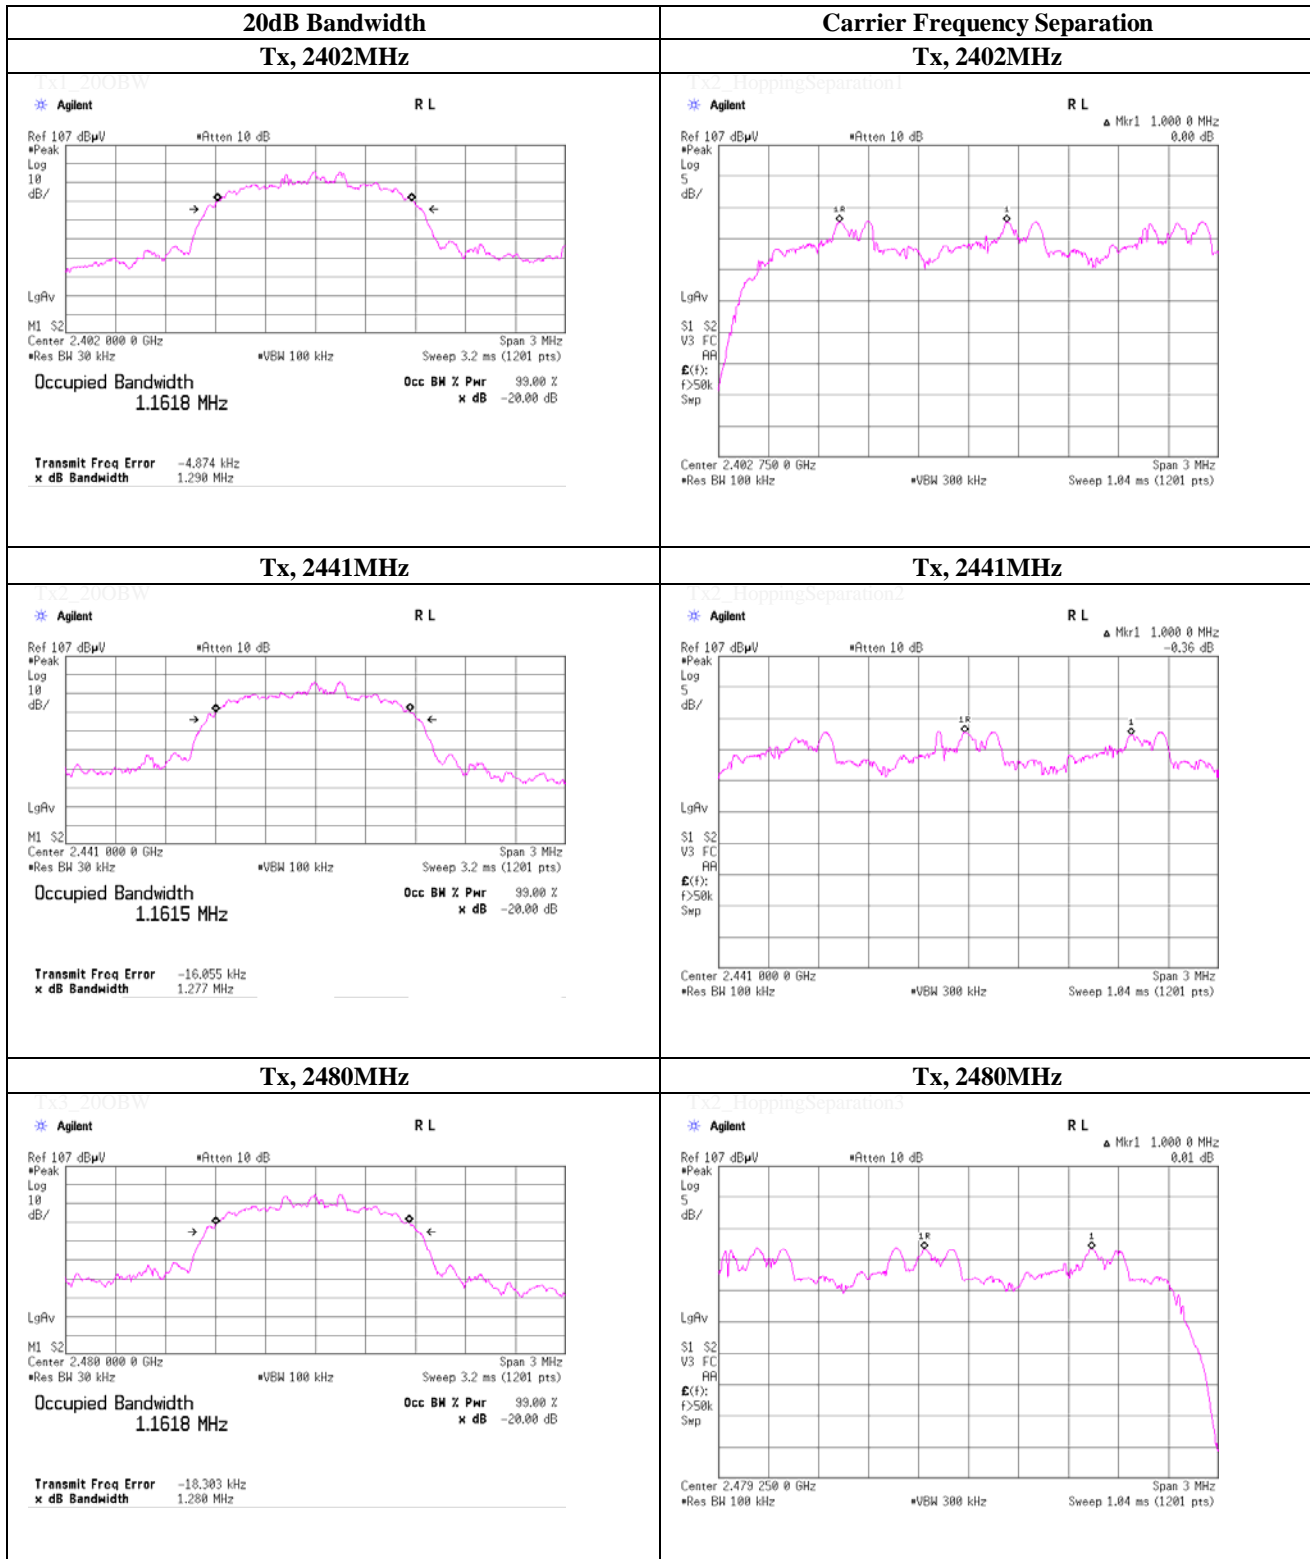 20dB Bandwidth
Carrier Frequency Separation
Tx, 2402MHz
Tx, 2402MHz
Tx1_20OBW
Agilent
R L
Ref 107 dBµV
#Atten 10 dB
#Peak
Log
10
dB/
LgAv
M1 S2
Center 2.402 000 0 GHz
Span 3 MHz
#Res BW 30 kHz
#VBW 100 kHz
Sweep 3.2 ms (1201 pts)
Occupied Bandwidth
1.1618 MHz
Occ BW % Pwr 99.00 %
x dB -20.00 dB
Transmit Freq Error -4.874 kHz
x dB Bandwidth 1.290 MHz
Tx2_HoppingSeparation1
Agilent
R L
Δ Mkr1 1.000 0 MHz
Ref 107 dBµV
#Atten 10 dB
0.00 dB
#Peak
Log
5
dB/
1R
1
LgAv
S1 S2
V3 FC
AA
£(f):
f>50k
Swp
Center 2.402 750 0 GHz
Span 3 MHz
#Res BW 100 kHz
#VBW 300 kHz
Sweep 1.04 ms (1201 pts)
Tx, 2441MHz
Tx, 2441MHz
Tx2_20OBW
Agilent
R L
Ref 107 dBµV
#Atten 10 dB
#Peak
Log
10
dB/
LgAv
M1 S2
Center 2.441 000 0 GHz
Span 3 MHz
#Res BW 30 kHz
#VBW 100 kHz
Sweep 3.2 ms (1201 pts)
Occupied Bandwidth
1.1615 MHz
Occ BW % Pwr 99.00 %
x dB -20.00 dB
Transmit Freq Error -16.055 kHz
x dB Bandwidth 1.277 MHz
Tx2_HoppingSeparation2
Agilent
R L
Δ Mkr1 1.000 0 MHz
Ref 107 dBµV
#Atten 10 dB
-0.36 dB
#Peak
Log
5
dB/
1R
1
LgAv
S1 S2
V3 FC
AA
£(f):
f>50k
Swp
Center 2.441 000 0 GHz
Span 3 MHz
#Res BW 100 kHz
#VBW 300 kHz
Sweep 1.04 ms (1201 pts)
Tx, 2480MHz
Tx, 2480MHz
Tx3_20OBW
Agilent
R L
Ref 107 dBµV
#Atten 10 dB
#Peak
Log
10
dB/
LgAv
M1 S2
Center 2.480 000 0 GHz
Span 3 MHz
#Res BW 30 kHz
#VBW 100 kHz
Sweep 3.2 ms (1201 pts)
Occupied Bandwidth
1.1618 MHz
Occ BW % Pwr 99.00 %
x dB -20.00 dB
Transmit Freq Error -18.303 kHz
x dB Bandwidth 1.280 MHz
Tx2_HoppingSeparation3
Agilent
R L
Δ Mkr1 1.000 0 MHz
Ref 107 dBµV
#Atten 10 dB
0.01 dB
#Peak
Log
5
dB/
1R
1
LgAv
S1 S2
V3 FC
AA
£(f):
f>50k
Swp
Center 2.479 250 0 GHz
Span 3 MHz
#Res BW 100 kHz
#VBW 300 kHz
Sweep 1.04 ms (1201 pts)